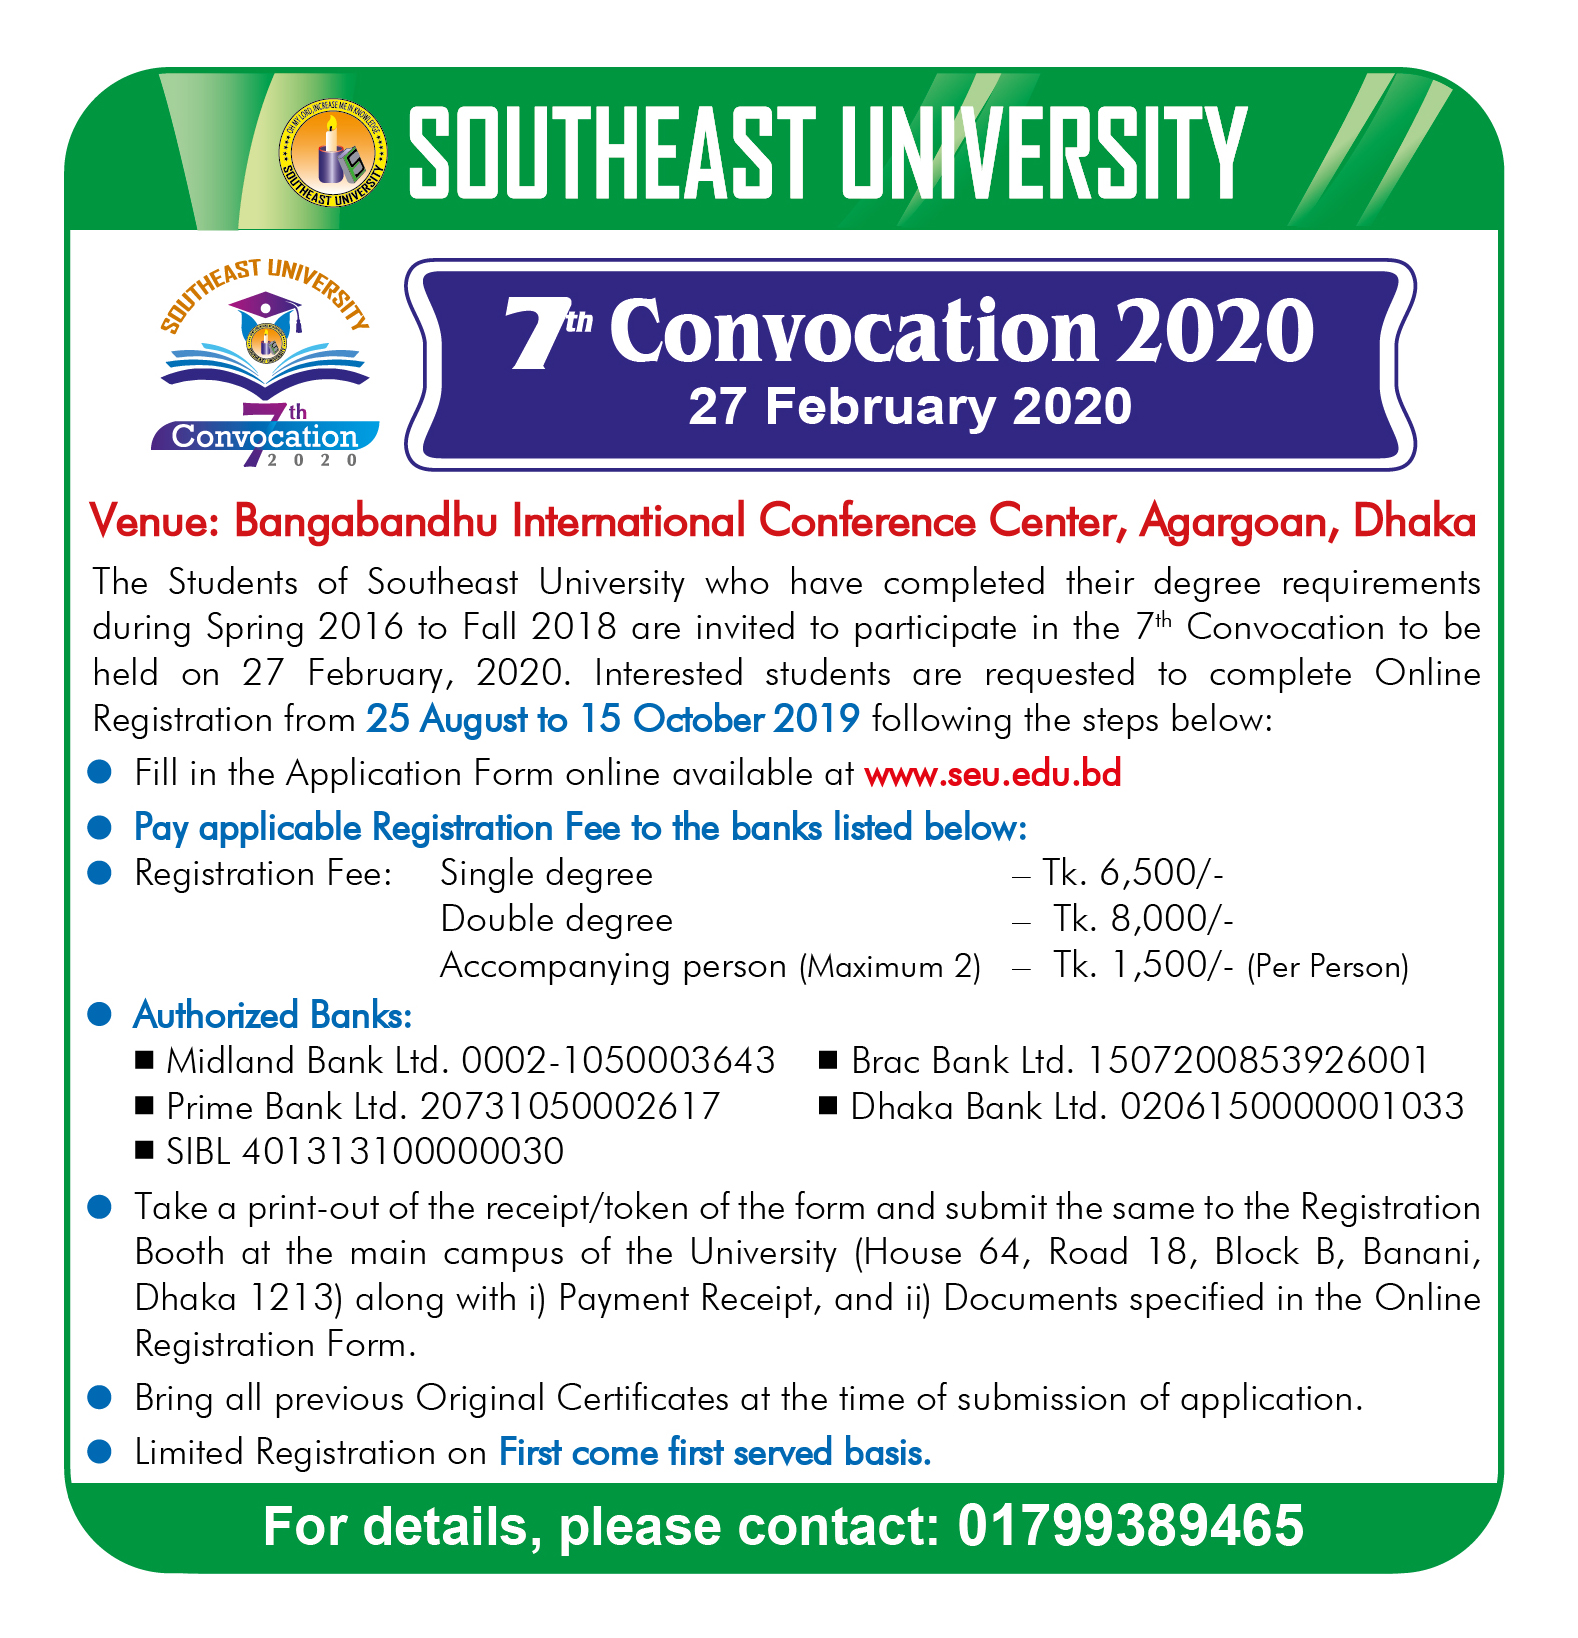 OH MY LORD, INCREASE ME IN KNOWLEDGE
SOUTHEAST UNIVERSITY
SOUTHEAST UNIVERSITY
SOUTHEAST UNIVERSITY
7th
Convocation
2020
7th Convocation 2020
27 February 2020
Venue: Bangabandhu International Conference Center, Agargoan, Dhaka
The Students of Southeast University who have completed their degree requirements
during Spring 2016 to Fall 2018 are invited to participate in the 7th Convocation to be
held on 27 February, 2020. Interested students are requested to complete Online
Registration from 25 August to 15 October 2019 following the steps below:
● Fill in the Application Form online available at www.seu.edu.bd
● Pay applicable Registration Fee to the banks listed below:
● Registration Fee: Single degree – Tk. 6,500/-
Double degree – Tk. 8,000/-
Accompanying person (Maximum 2) – Tk. 1,500/- (Per Person)
● Authorized Banks:
■ Midland Bank Ltd. 0002-1050003643 ■ Brac Bank Ltd. 1507200853926001
■ Prime Bank Ltd. 20731050002617 ■ Dhaka Bank Ltd. 0206150000001033
■ SIBL 401313100000030
● Take a print-out of the receipt/token of the form and submit the same to the Registration
Booth at the main campus of the University (House 64, Road 18, Block B, Banani,
Dhaka 1213) along with i) Payment Receipt, and ii) Documents specified in the Online
Registration Form.
● Bring all previous Original Certificates at the time of submission of application.
● Limited Registration on First come first served basis.
For details, please contact: 01799389465